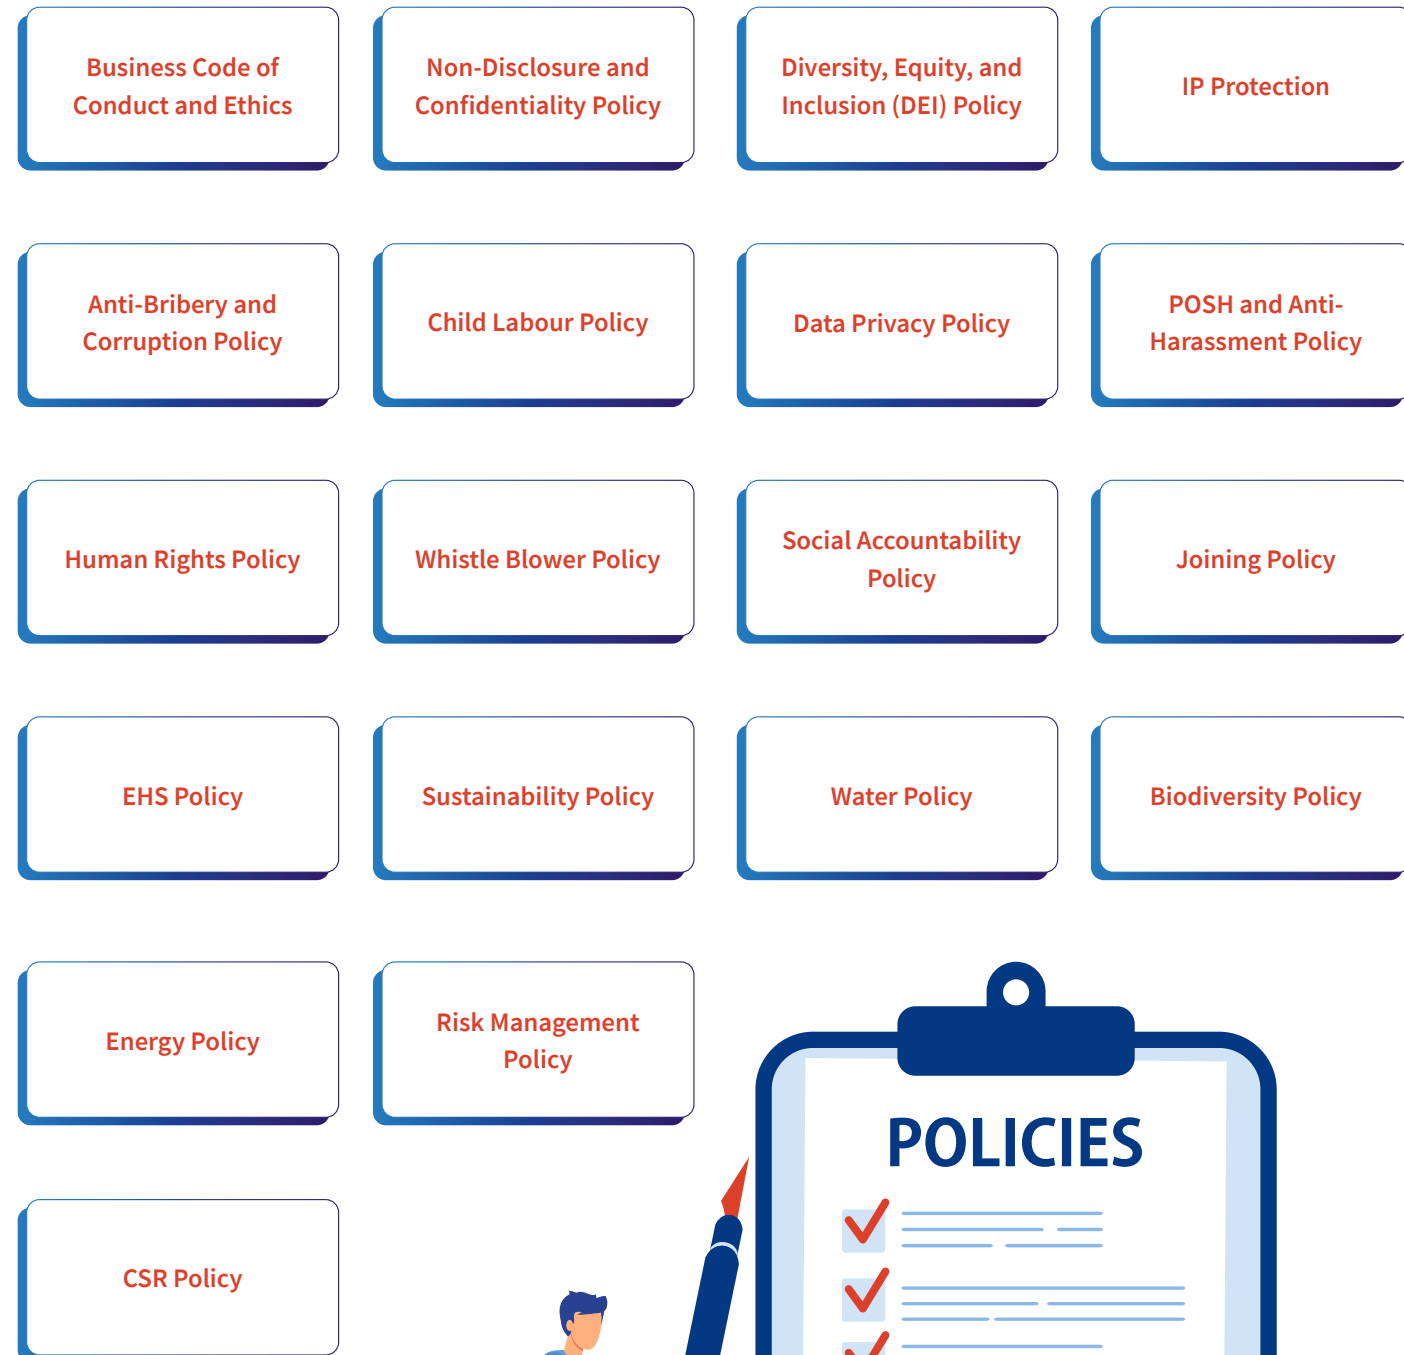 Business Code of
Conduct and Ethics
Non-Disclosure and
Confidentiality Policy
Diversity, Equity, and
Inclusion (DEI) Policy
IP Protection
Anti-Bribery and
Corruption Policy
Child Labour Policy
Data Privacy Policy
POSH and Anti-
Harassment Policy
Human Rights Policy
Whistle Blower Policy
Social Accountability
Policy
Joining Policy
EHS Policy
Sustainability Policy
Water Policy
Biodiversity Policy
Energy Policy
Risk Management
Policy
POLICIES
CSR Policy